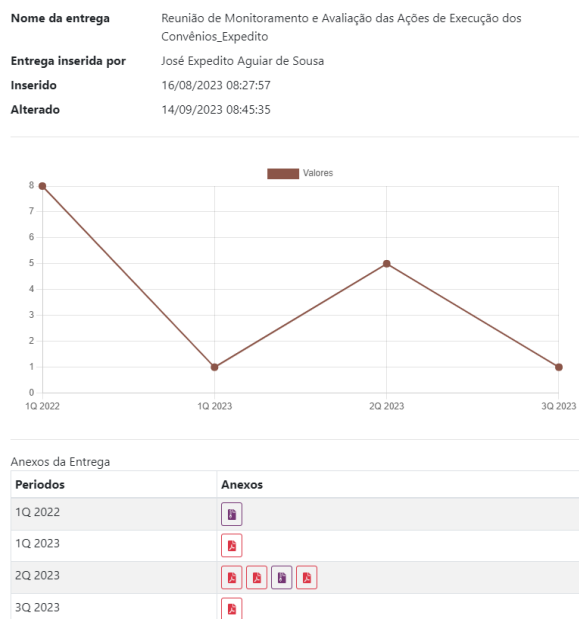 Nome da entrega Reunião de Monitoramento e Avaliação das Ações de Execução dos
Convênios_Expedito
Entrega inserida por José Expedito Aguiar de Sousa
Inserido 16/08/2023 08:27:57
Alterado 14/09/2023 08:45:35
Valores
8
7
6
5
4
3
2
1
0
1Q 2022 1Q 2023 2Q 2023 3Q 2023
Anexos da Entrega
Periodos Anexos
1Q 2022
1Q 2023
2Q 2023
3Q 2023